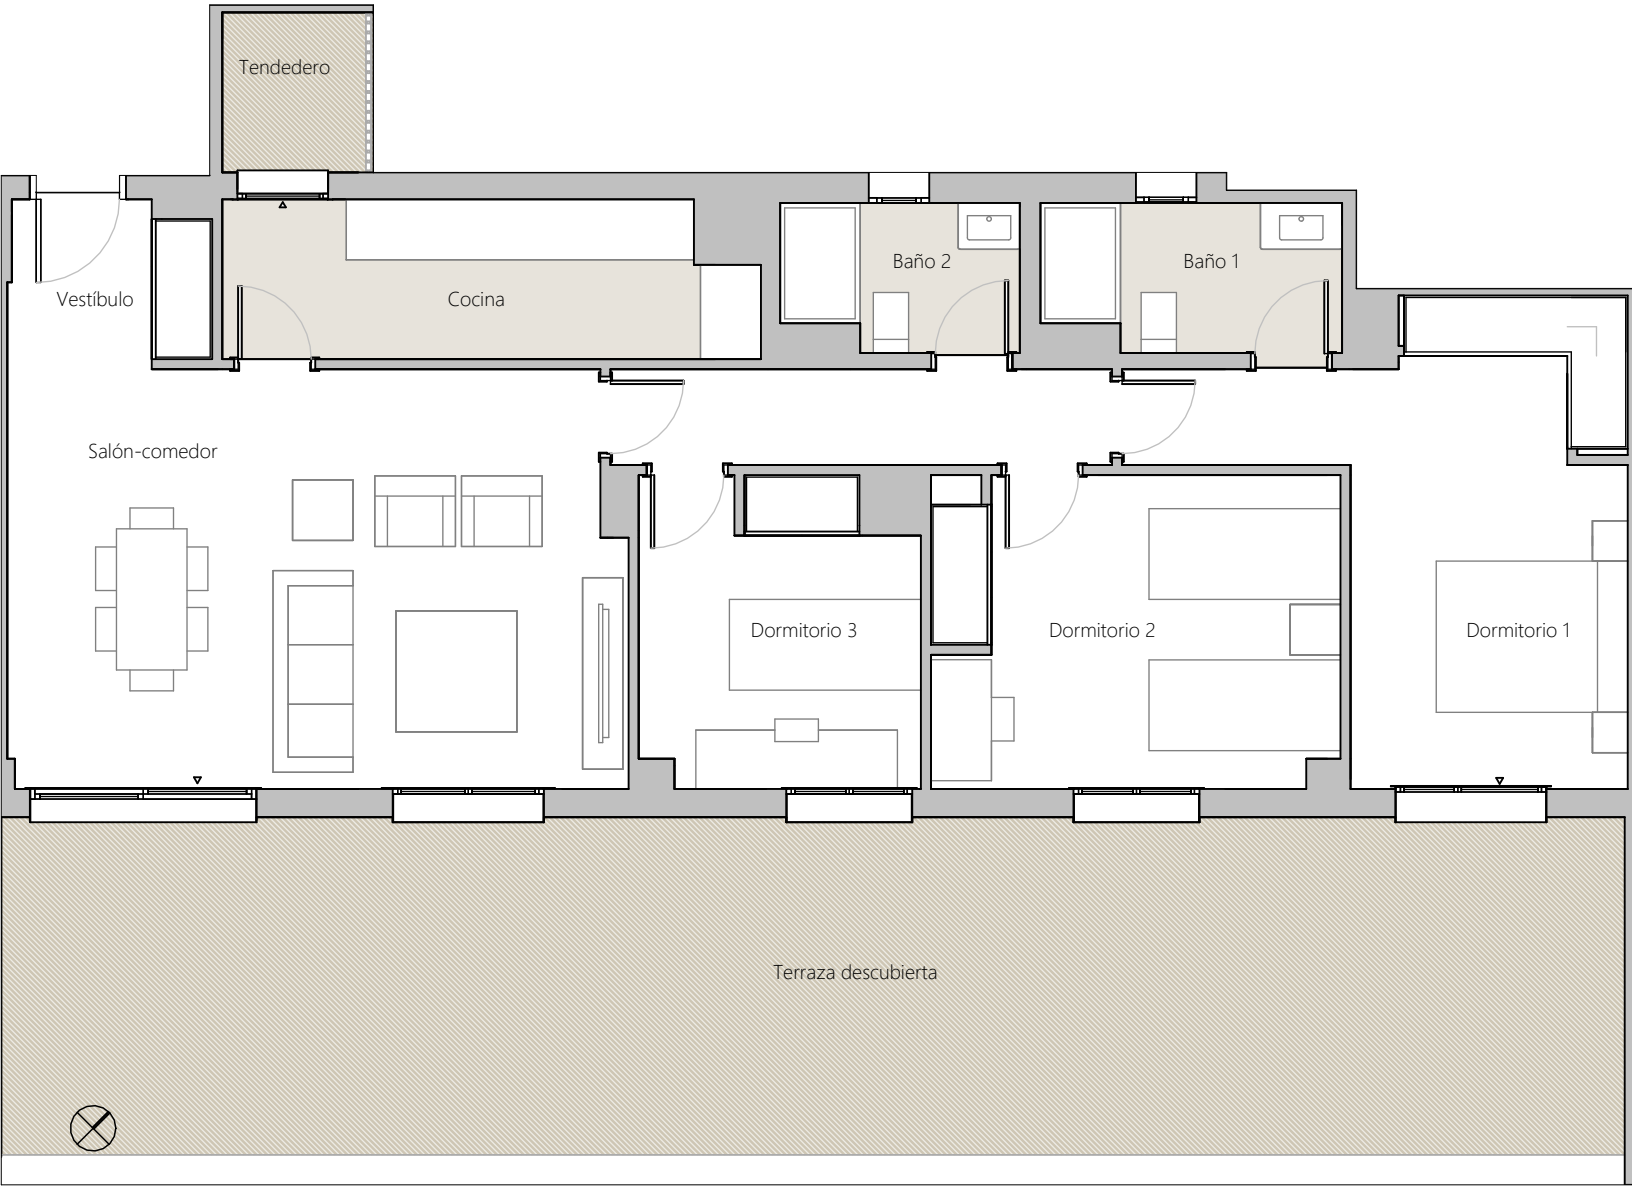 Tendedero
Baño 2
Baño 1
Vestíbulo
Cocina
Salón-comedor
Dormitorio 3
Dormitorio 2
Dormitorio 1
Terraza descubierta